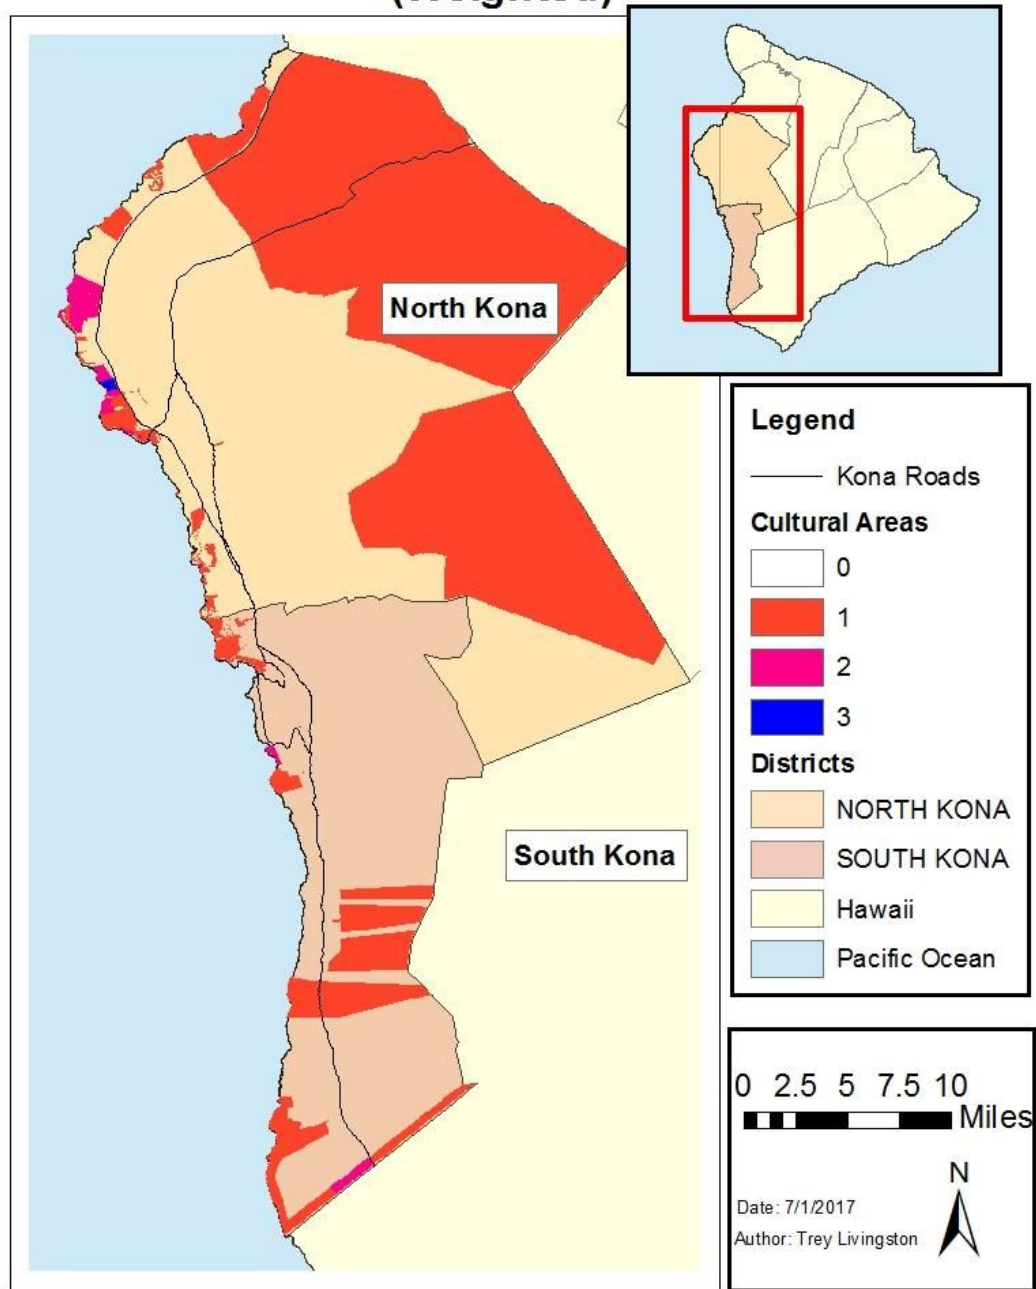 North Kona
South Kona
Legend
Kona Roads
Cultural Areas
0
1
2
3
Districts
NORTH KONA
SOUTH KONA
Hawaii
Pacific Ocean
0 2.5 5 7.5 10
Miles
N
Date: 7/1/2017
Author: Trey Livingston